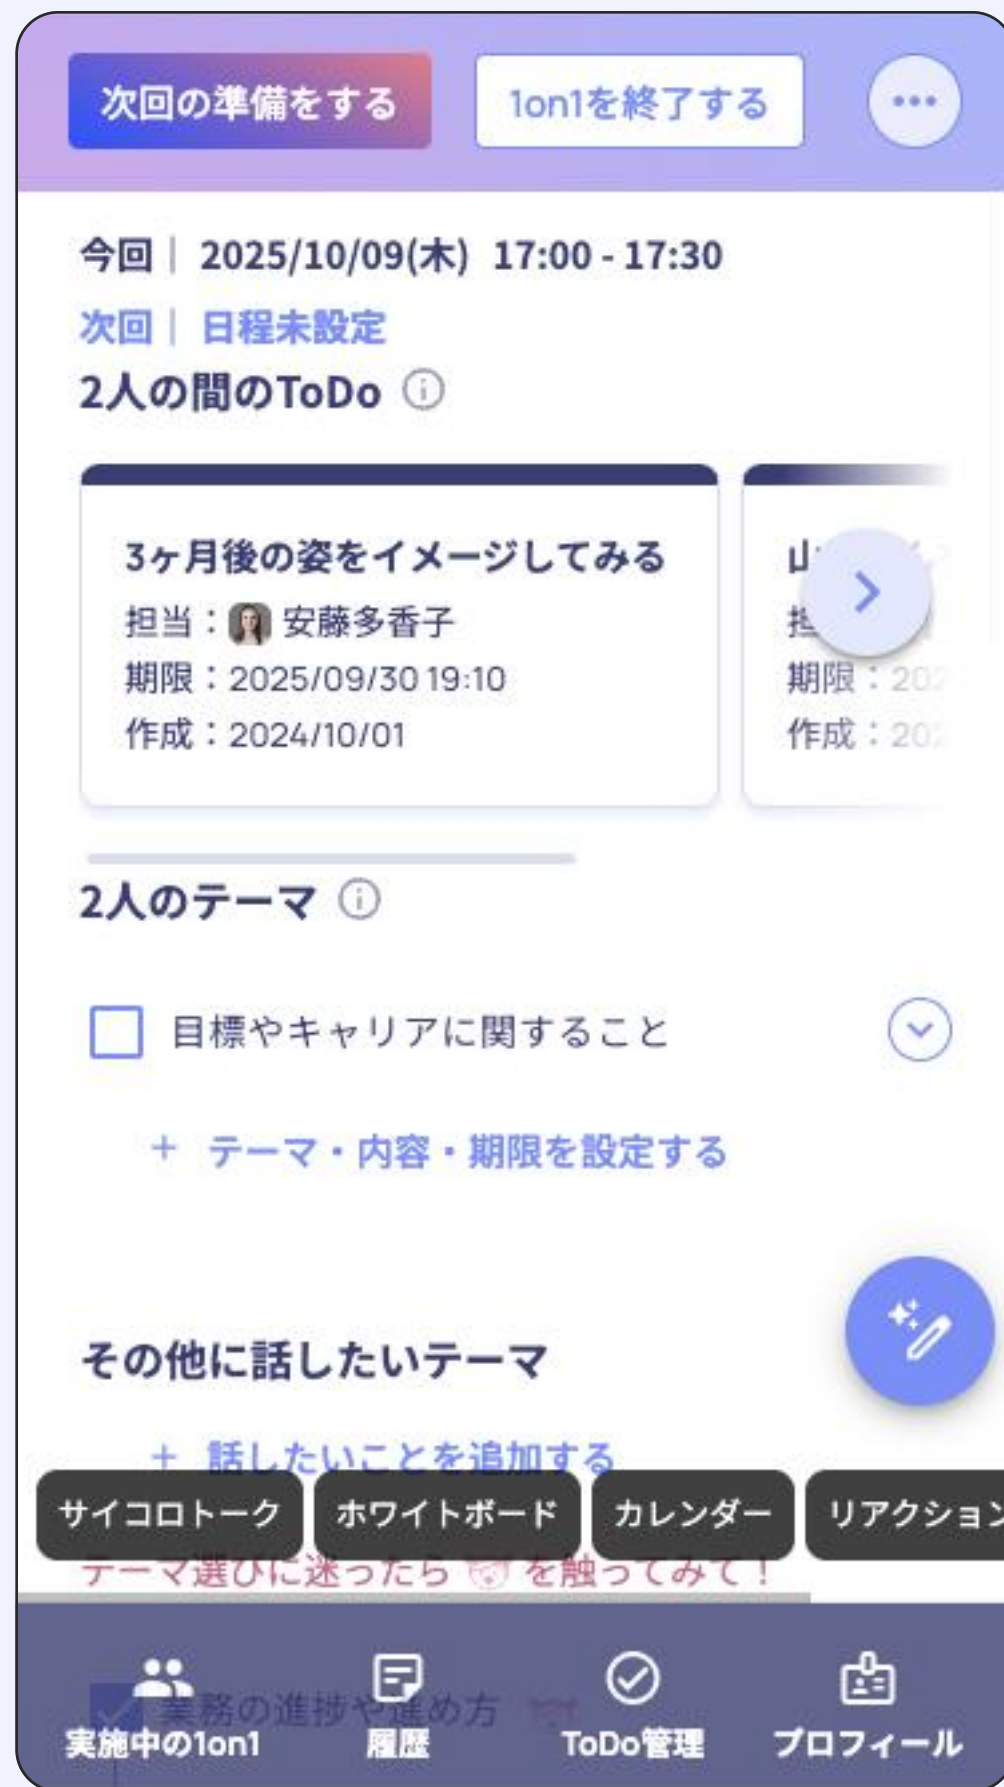 次回の準備をする
1on1を終了する
今回｜ 2025/10/09(木) 17:00 - 17:30
次回｜ 日程未設定
2人の間のToDo
3ヶ月後の姿をイメージしてみる
担当：安藤多香子
期限：2025/09/30 19:10
作成：2024/10/01
山
担
期限：202
作成：202
2人のテーマ
目標やキャリアに関すること
+ テーマ・内容・期限を設定する
その他に話したいテーマ
+ 話したいことを追加する
サイコロトーク
ホワイトボード
カレンダー
リアクション
テーマ選びに迷ったら を触ってみて！
業務の進捗や進め方
実施中の1on1
履歴
ToDo管理
プロフィール